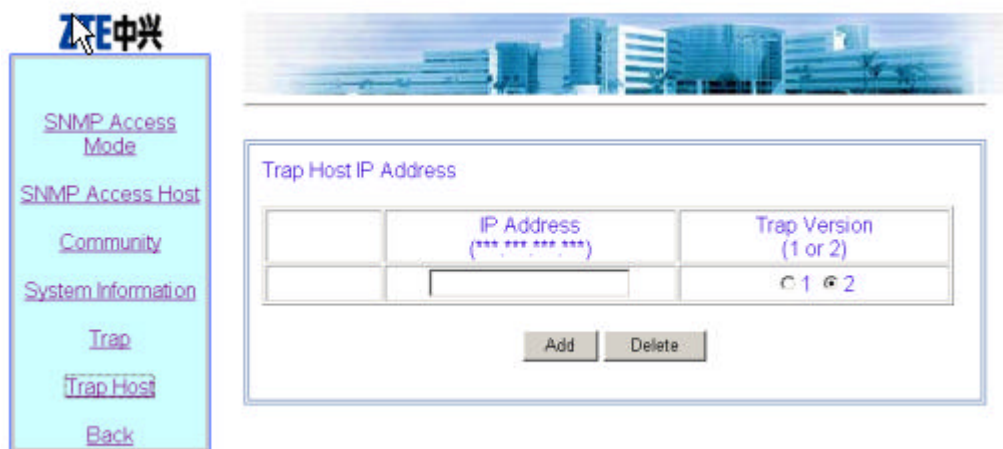 ZTE中兴
SNMP Access
Mode
SNMP Access Host
Community
System Information
Trap
Trap Host
Back
Trap Host IP Address
IP Address
(***.***.***.***)
Trap Version
(1 or 2)
1 2
Add Delete